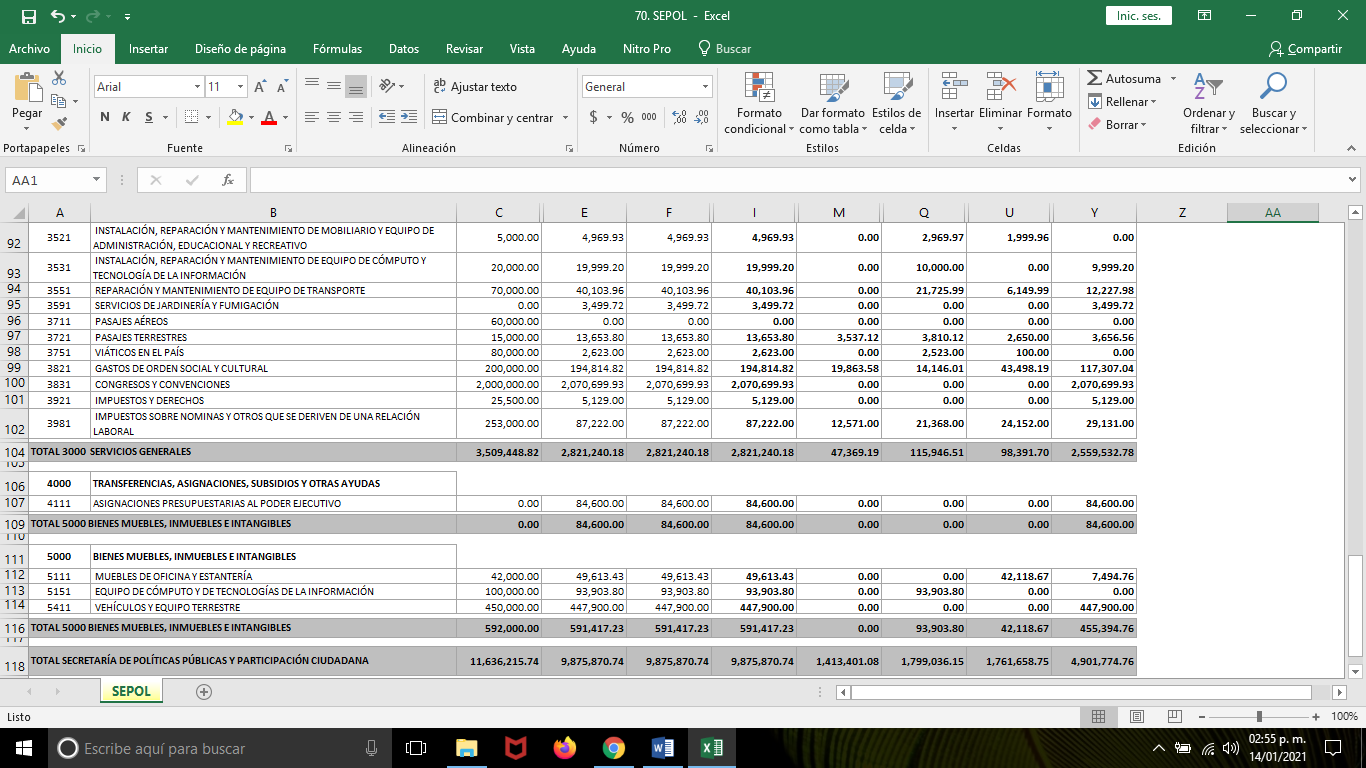 70. SEPOL - Excel
Inic. ses.
Archivo Inicio Insertar Diseño de página Fórmulas Datos Revisar Vista Ayuda Nitro Pro Buscar Compartir
Pegar
Arial 11
N K S
Ajustar texto
Combinar y centrar
General
$ % 000
Formato condicional
Dar formato como tabla
Estilos de celda
Insertar Eliminar Formato
Autosuma
Rellenar
Borrar
Ordenar y filtrar
Buscar y seleccionar
Portapapeles Fuente Alineación Número Estilos Celdas Edición
AA1 fx
A B C E F I M Q U Y Z AA
92 3521 INSTALACIÓN, REPARACIÓN Y MANTENIMIENTO DE MOBILIARIO Y EQUIPO DE
ADMINISTRACIÓN, EDUCACIONAL Y RECREATIVO 5,000.00 4,969.93 4,969.93 4,969.93 0.00 2,969.97 1,999.96 0.00
93 3531 INSTALACIÓN, REPARACIÓN Y MANTENIMIENTO DE EQUIPO DE CÓMPUTO Y
TECNOLOGÍA DE LA INFORMACIÓN 20,000.00 19,999.20 19,999.20 19,999.20 0.00 10,000.00 0.00 9,999.20
94 3551 REPARACIÓN Y MANTENIMIENTO DE EQUIPO DE TRANSPORTE 70,000.00 40,103.96 40,103.96 40,103.96 0.00 21,725.99 6,149.99 12,227.98
95 3591 SERVICIOS DE JARDINERÍA Y FUMIGACIÓN 0.00 3,499.72 3,499.72 3,499.72 0.00 0.00 0.00 3,499.72
96 3711 PASAJES AÉREOS 60,000.00 0.00 0.00 0.00 0.00 0.00 0.00 0.00
97 3721 PASAJES TERRESTRES 15,000.00 13,653.80 13,653.80 13,653.80 3,537.12 3,810.12 2,650.00 3,656.56
98 3751 VIÁTICOS EN EL PAÍS 80,000.00 2,623.00 2,623.00 2,623.00 0.00 2,523.00 100.00 0.00
99 3821 GASTOS DE ORDEN SOCIAL Y CULTURAL 200,000.00 194,814.82 194,814.82 194,814.82 19,863.58 14,146.01 43,498.19 117,307.04
100 3831 CONGRESOS Y CONVENCIONES 2,000,000.00 2,070,699.93 2,070,699.93 2,070,699.93 0.00 0.00 0.00 2,070,699.93
101 3921 IMPUESTOS Y DERECHOS 25,500.00 5,129.00 5,129.00 5,129.00 0.00 0.00 0.00 5,129.00
102 3981 IMPUESTOS SOBRE NOMINAS Y OTROS QUE SE DERIVEN DE UNA RELACIÓN
LABORAL 253,000.00 87,222.00 87,222.00 87,222.00 12,571.00 21,368.00 24,152.00 29,131.00
104 TOTAL 3000 SERVICIOS GENERALES 3,509,448.82 2,821,240.18 2,821,240.18 2,821,240.18 47,369.19 115,946.51 98,391.70 2,559,532.78
105
106 4000 TRANSFERENCIAS, ASIGNACIONES, SUBSIDIOS Y OTRAS AYUDAS
107 4111 ASIGNACIONES PRESUPUESTARIAS AL PODER EJECUTIVO 0.00 84,600.00 84,600.00 84,600.00 0.00 0.00 0.00 84,600.00
109 TOTAL 5000 BIENES MUEBLES, INMUEBLES E INTANGIBLES 0.00 84,600.00 84,600.00 84,600.00 0.00 0.00 0.00 84,600.00
110
111 5000 BIENES MUEBLES, INMUEBLES E INTANGIBLES
112 5111 MUEBLES DE OFICINA Y ESTANTERÍA 42,000.00 49,613.43 49,613.43 49,613.43 0.00 0.00 42,118.67 7,494.76
113 5151 EQUIPO DE CÓMPUTO Y DE TECNOLOGÍAS DE LA INFORMACIÓN 100,000.00 93,903.80 93,903.80 93,903.80 0.00 93,903.80 0.00 0.00
114 5411 VEHÍCULOS Y EQUIPO TERRESTRE 450,000.00 447,900.00 447,900.00 447,900.00 0.00 0.00 0.00 447,900.00
116 TOTAL 5000 BIENES MUEBLES, INMUEBLES E INTANGIBLES 592,000.00 591,417.23 591,417.23 591,417.23 0.00 93,903.80 42,118.67 455,394.76
117
118 TOTAL SECRETARÍA DE POLÍTICAS PÚBLICAS Y PARTICIPACIÓN CIUDADANA 11,636,215.74 9,875,870.74 9,875,870.74 9,875,870.74 1,413,401.08 1,799,036.15 1,761,658.75 4,901,774.76
SEPOL
Listo 100%
Escribe aquí para buscar
02:55 p. m.
14/01/2021